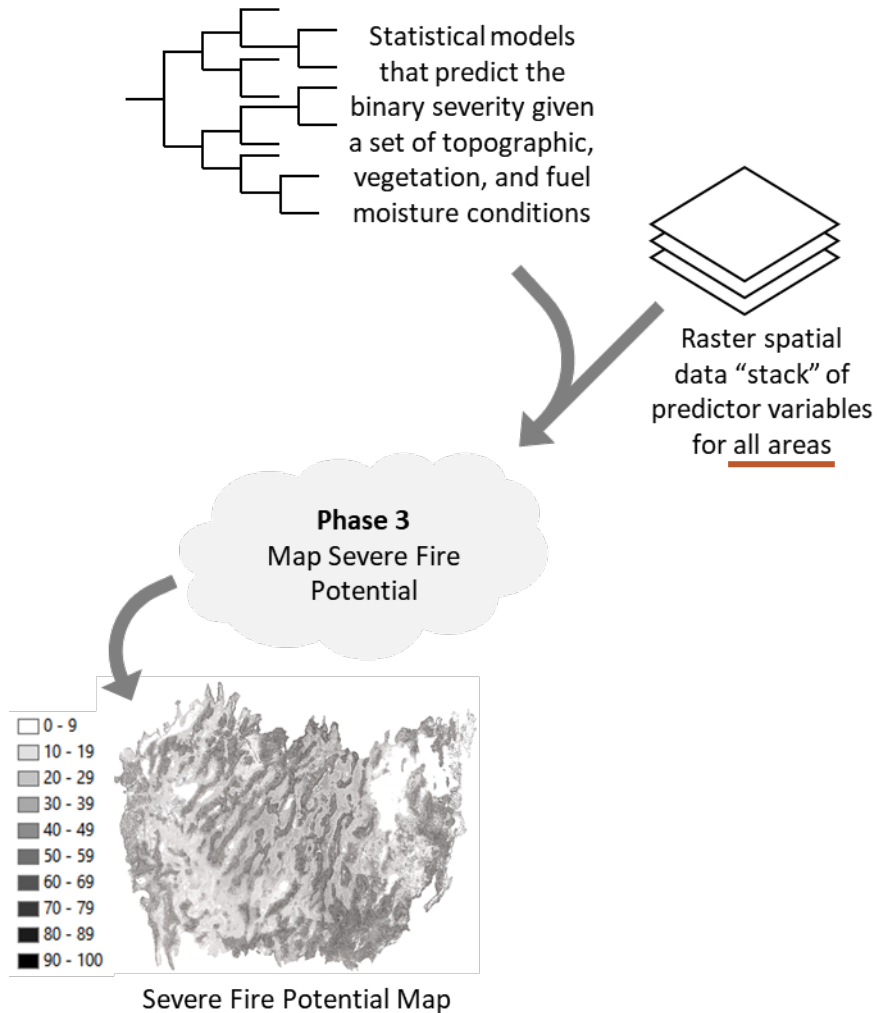 Statistical models
that predict the
binary severity given
a set of topographic,
vegetation, and fuel
moisture conditions
Raster spatial
data “stack” of
predictor variables
for all areas
Phase 3
Map Severe Fire
Potential
0 - 9
10 - 19
20 - 29
30 - 39
40 - 49
50 - 59
60 - 69
70 - 79
80 - 89
90 - 100
Severe Fire Potential Map